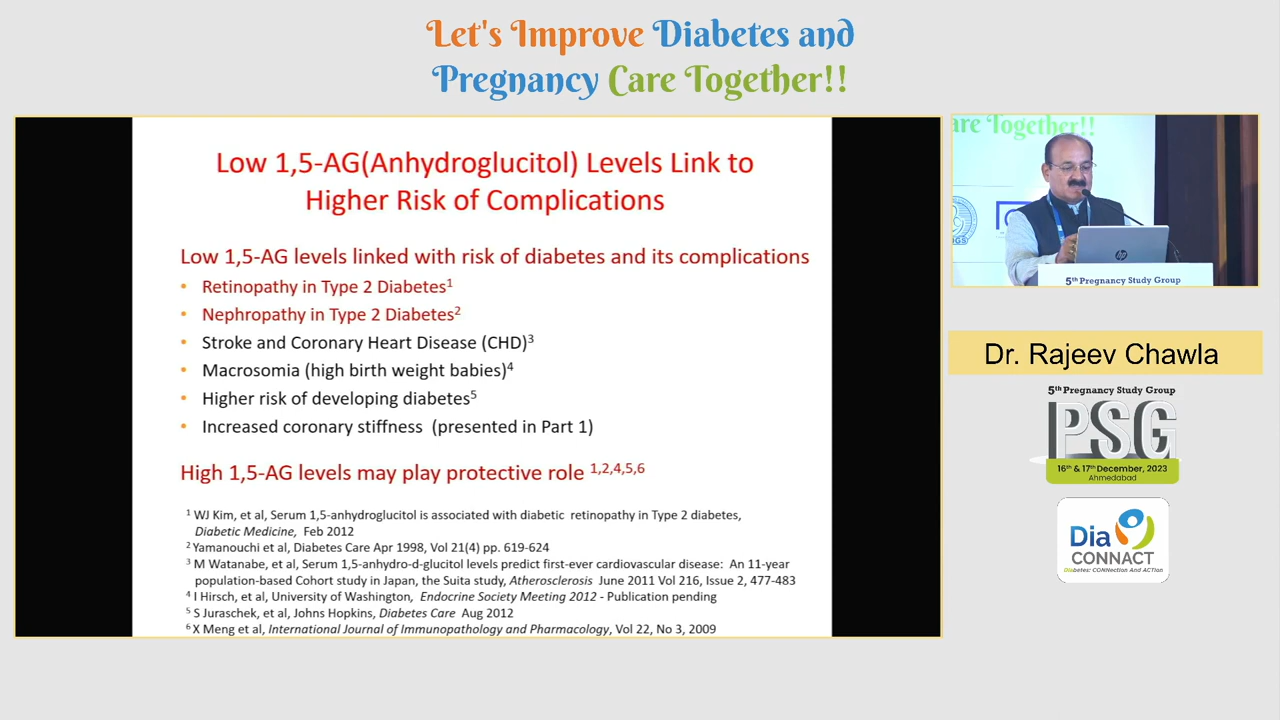 Let's Improve Diabetes and
Pregnancy Care Together!!
Low 1,5-AG(Anhydroglucitol) Levels Link to
Higher Risk of Complications
Low 1,5-AG levels linked with risk of diabetes and its complications
• Retinopathy in Type 2 Diabetes1
• Nephropathy in Type 2 Diabetes2
• Stroke and Coronary Heart Disease (CHD)3
• Macrosomia (high birth weight babies)4
• Higher risk of developing diabetes5
• Increased coronary stiffness (presented in Part 1)
High 1,5-AG levels may play protective role 1,2,4,5,6
1 WJ Kim, et al, Serum 1,5-anhydroglucitol is associated with diabetic retinopathy in Type 2 diabetes,
Diabetic Medicine, Feb 2012
2 Yamanouchi et al, Diabetes Care Apr 1998, Vol 21(4) pp. 619-624
3 M Watanabe, et al, Serum 1,5-anhydro-d-glucitol levels predict first-ever cardiovascular disease: An 11-year
population-based Cohort study in Japan, the Suita study, Atherosclerosis June 2011 Vol 216, Issue 2, 477-483
4 I Hirsch, et al, University of Washington, Endocrine Society Meeting 2012 - Publication pending
5 S Juraschek, et al, Johns Hopkins, Diabetes Care Aug 2012
6 X Meng et al, International Journal of Immunopathology and Pharmacology, Vol 22, No 3, 2009
are Together!!
hp
5th Pregnancy Study Group
Dr. Rajeev Chawla
5th Pregnancy Study Group
PSG
16th & 17th December, 2023
Ahmedabad
Dia
CONNACT
Diabetes: CONNection And ACTion